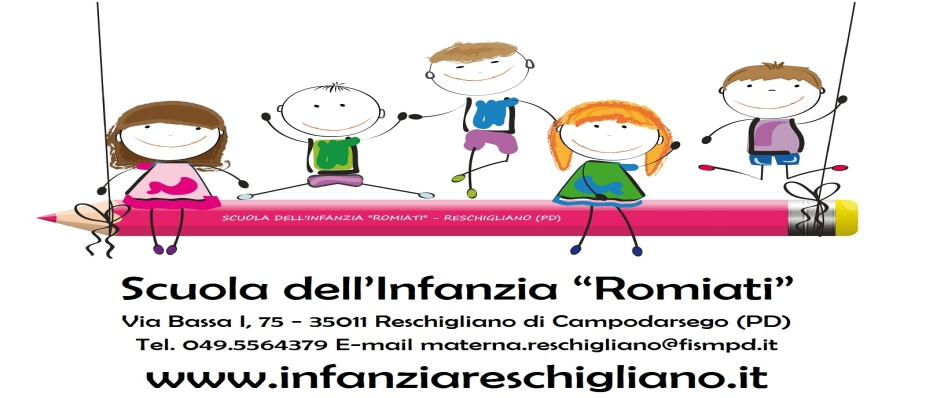 SCUOLA DELL'INFANZIA "ROMIATI" - RESCHIGLIANO (PD)
Scuola dell'Infanzia "Romiati"
Via Bassa I, 75 - 35011 Reschigliano di Campodarsego (PD)
Tel. 049.5564379 E-mail materna.reschigliano@fismpd.it
www.infanziareschigliano.it